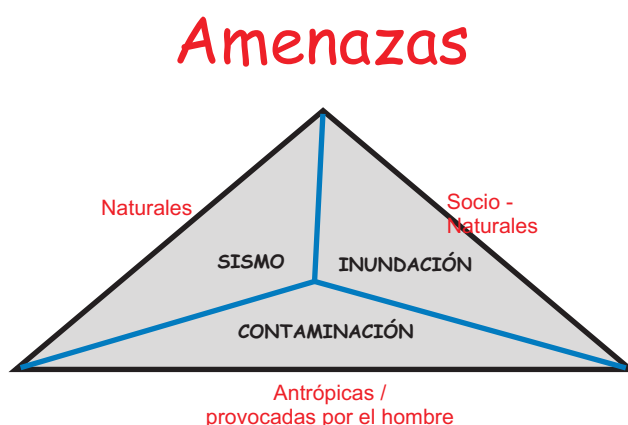 Amenazas
Naturales
Socio -
Naturales
SISMO
INUNDACIÓN
CONTAMINACIÓN
Antrópicas /
provocadas por el hombre